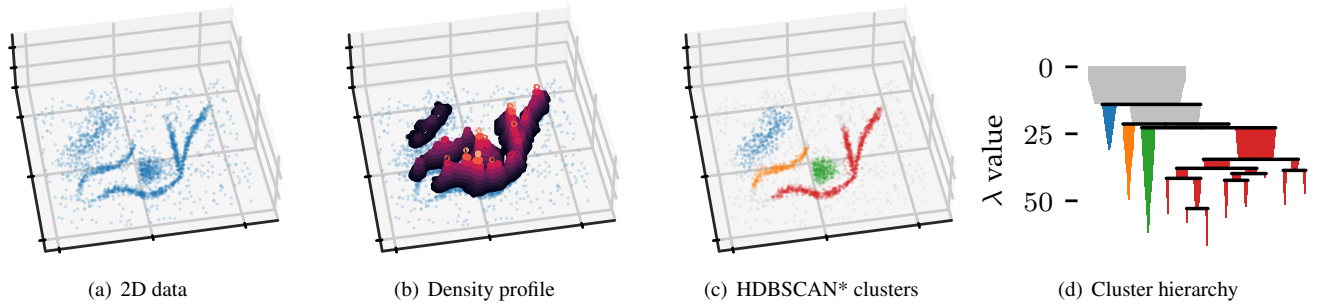 0
25
50
λ value
(a) 2D data
(b) Density profile
(c) HDBSCAN* clusters
(d) Cluster hierarchy